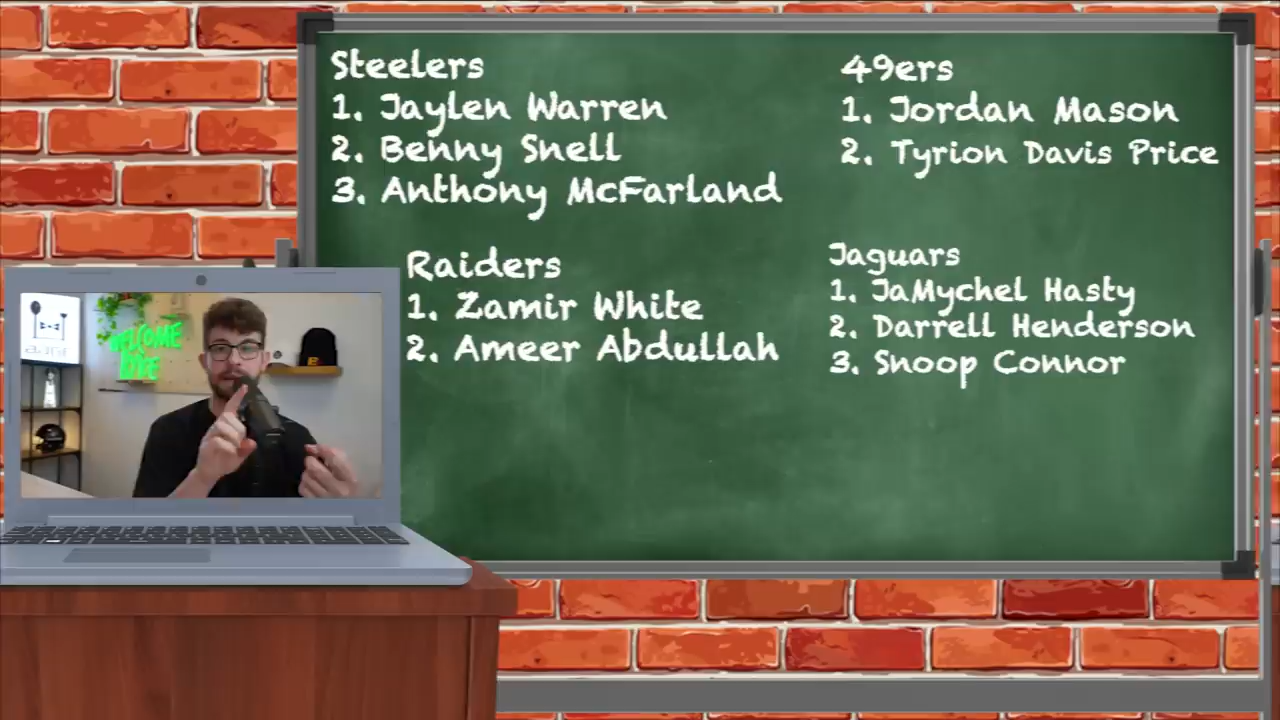 Steelers
1. Jaylen Warren
2. Benny Snell
3. Anthony McFarland
49ers
1. Jordan Mason
2. Tyrion Davis Price
Raiders
1. Zamir White
2. Ameer Abdullah
Jaguars
1. JaMychel Hasty
2. Darrell Henderson
3. Snoop Connor
WELCOME